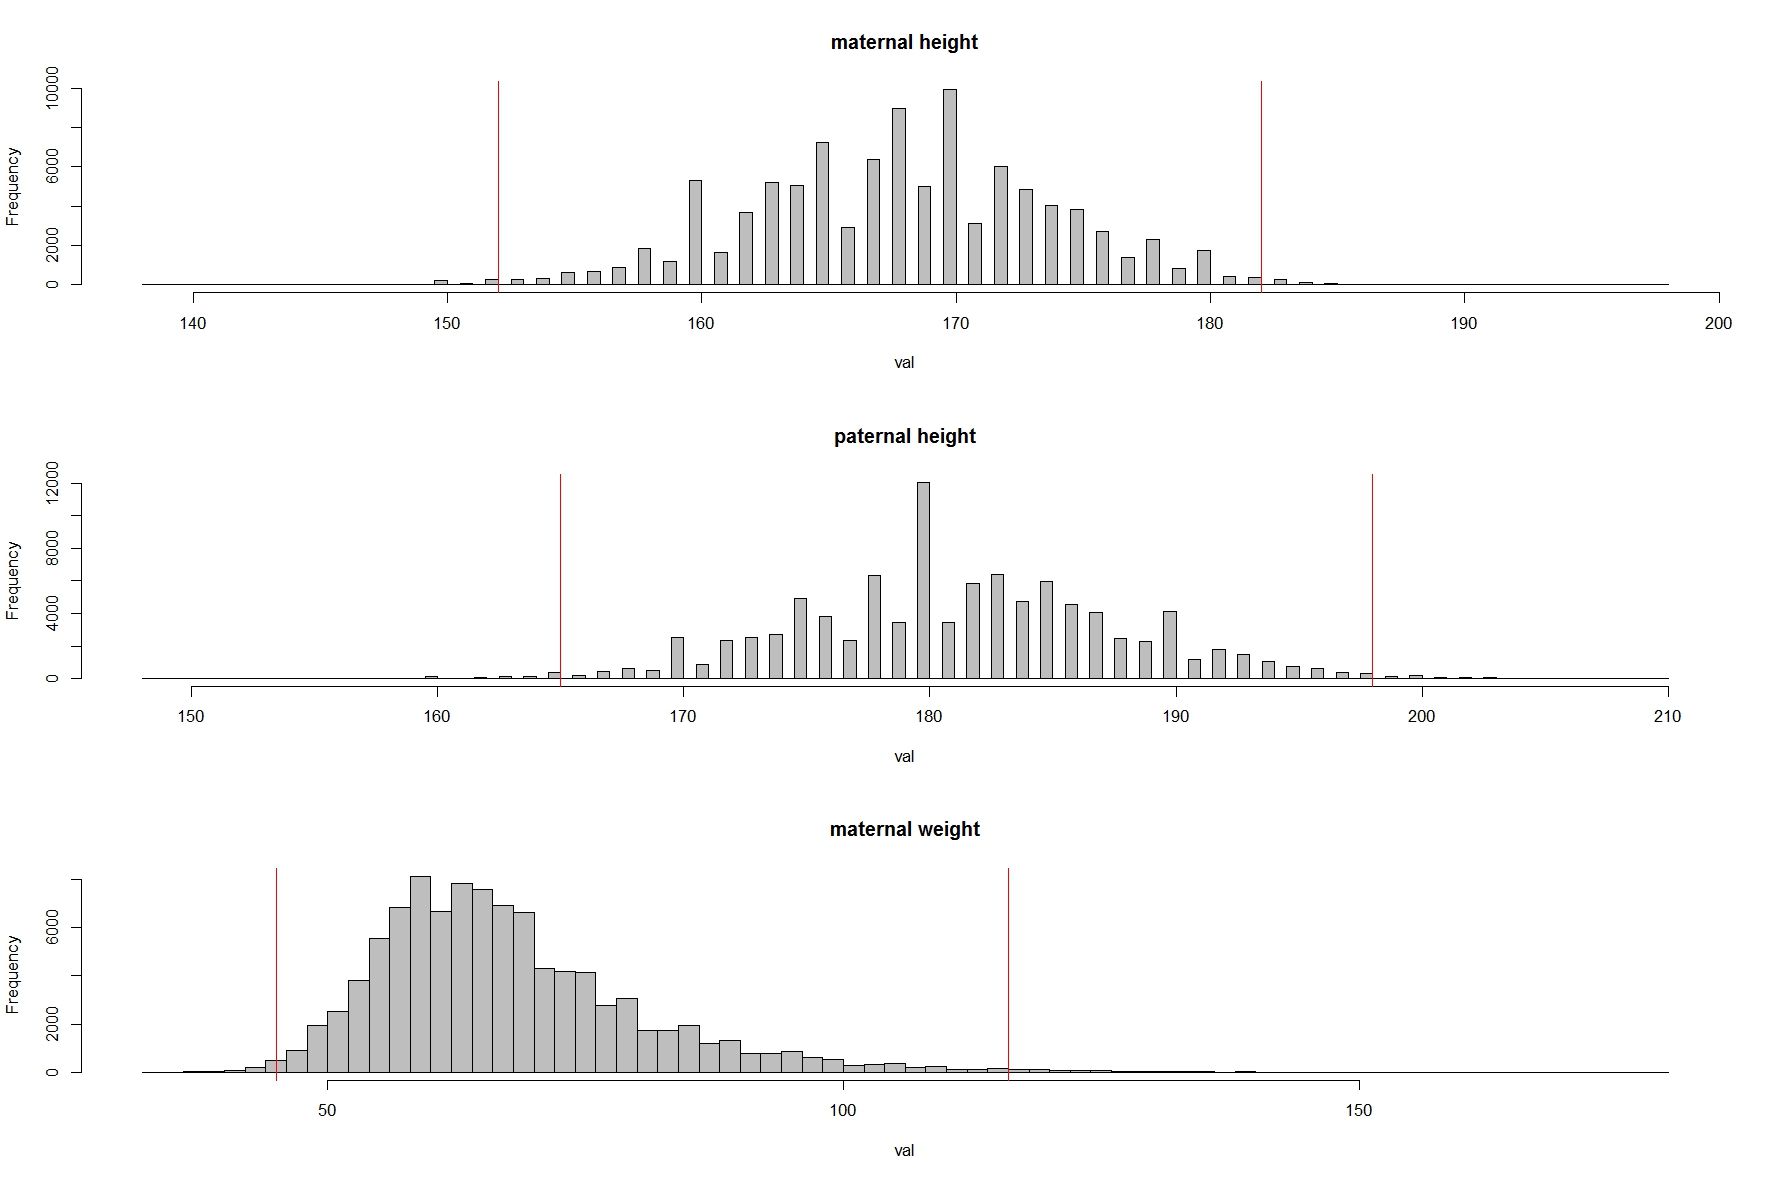 maternal height
Frequency
0 2000 6000 10000
140 150 160 170 180 190 200
val
paternal height
Frequency
0 4000 8000 12000
150 160 170 180 190 200 210
val
maternal weight
Frequency
0 2000 6000
50 100 150
val